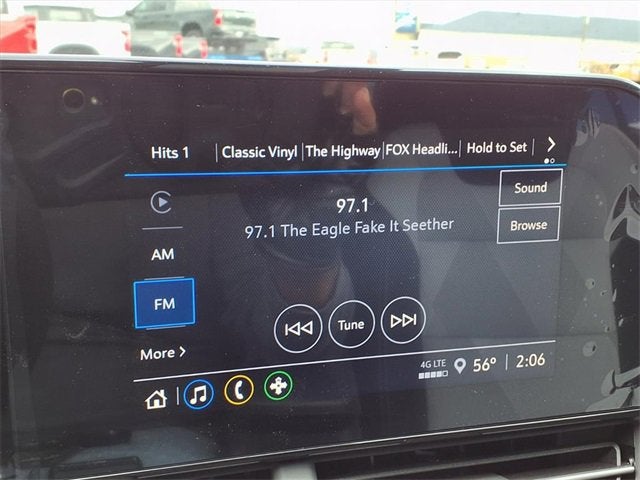 Hits 1 Classic Vinyl The Highway FOX Headli... Hold to Set
Sound
97.1
97.1 The Eagle Fake It Seether
Browse
AM
FM
Tune
More
4G LTE
56° 2:06